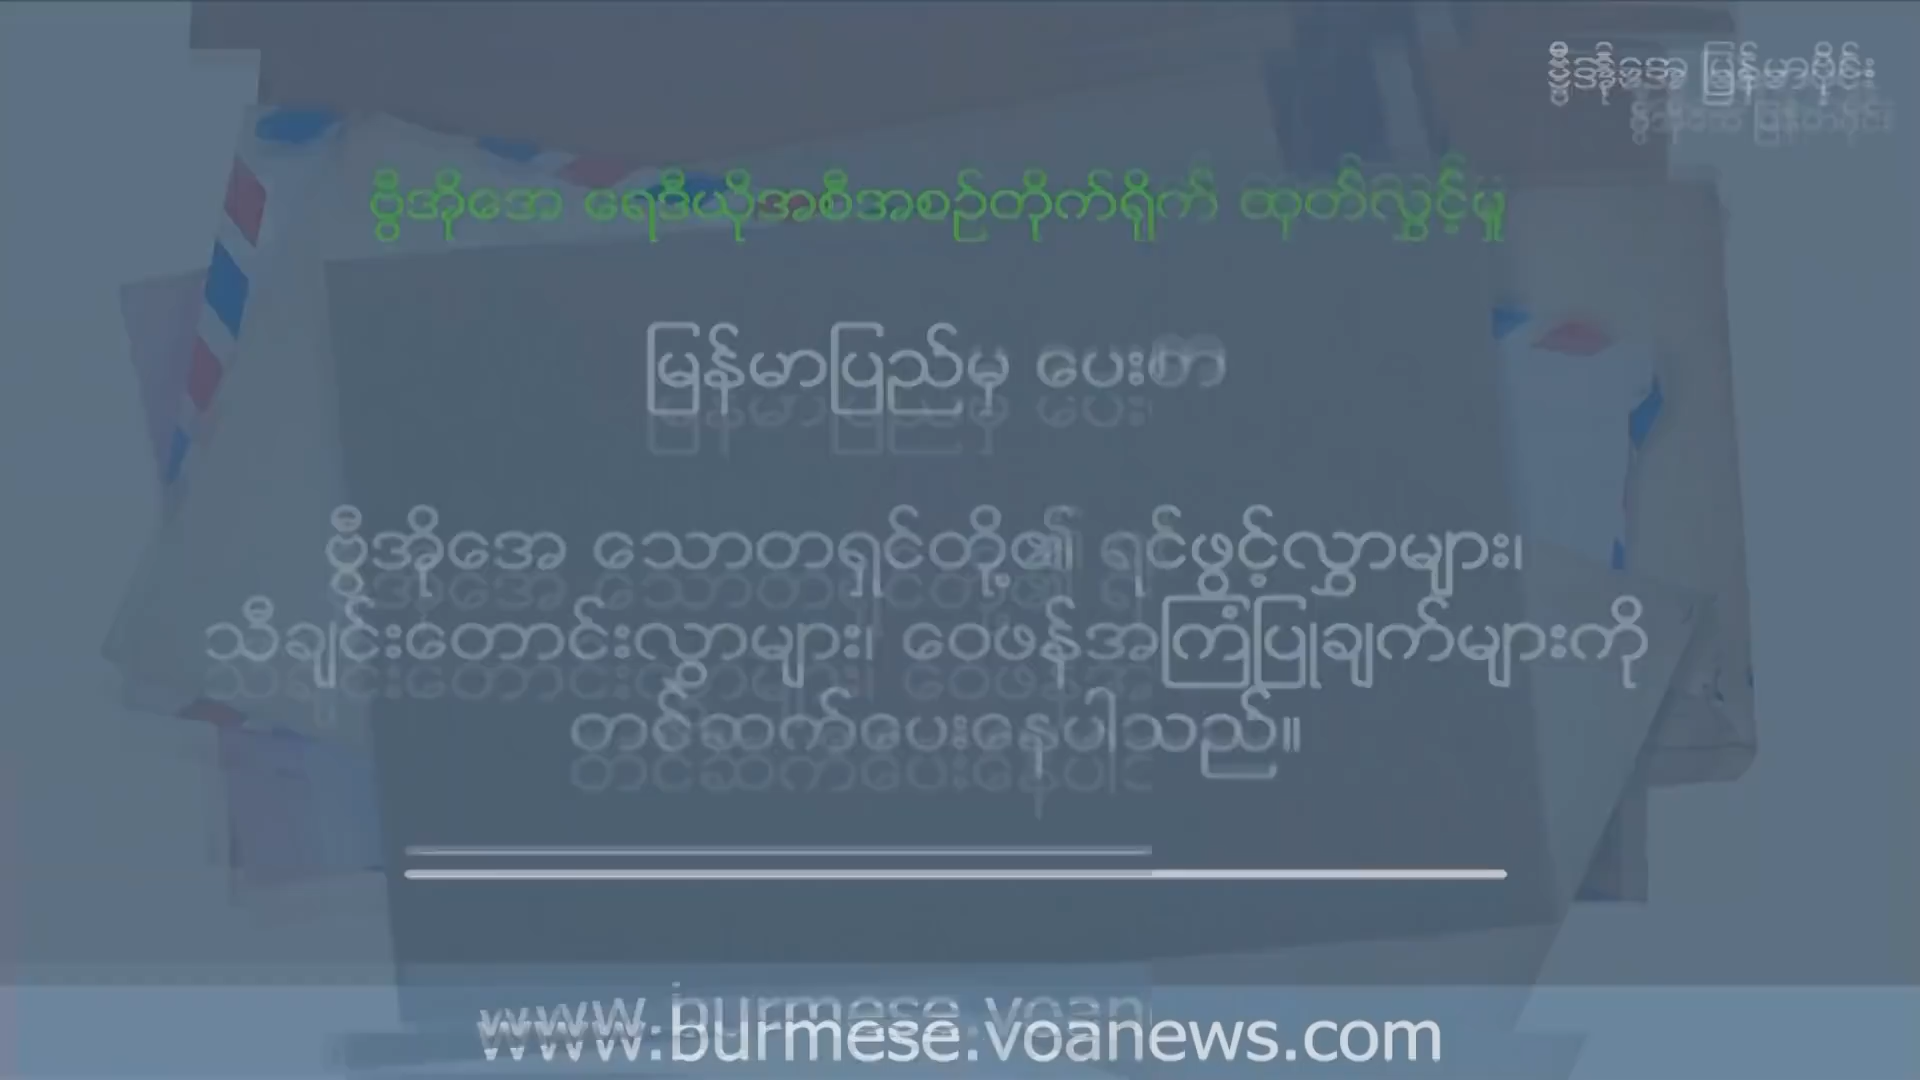 ဗွီအိုအေ မြန်မာပိုင်း
ဗွီအိုအေ ရေဒီယိုအစီအစဉ်တိုက်ရိုက် ထုတ်လွှင့်မှု
မြန်မာပြည်မှ ပေးစာ
ဗွီအိုအေ သောတရှင်တို့၏ ရင်ဖွင့်လွှာများ၊
သီချင်းတောင်းလွှာများ၊ ဝေဖန်အကြံပြုချက်များကို
တင်ဆက်ပေးနေပါသည်။
www.burmese.voanews.com